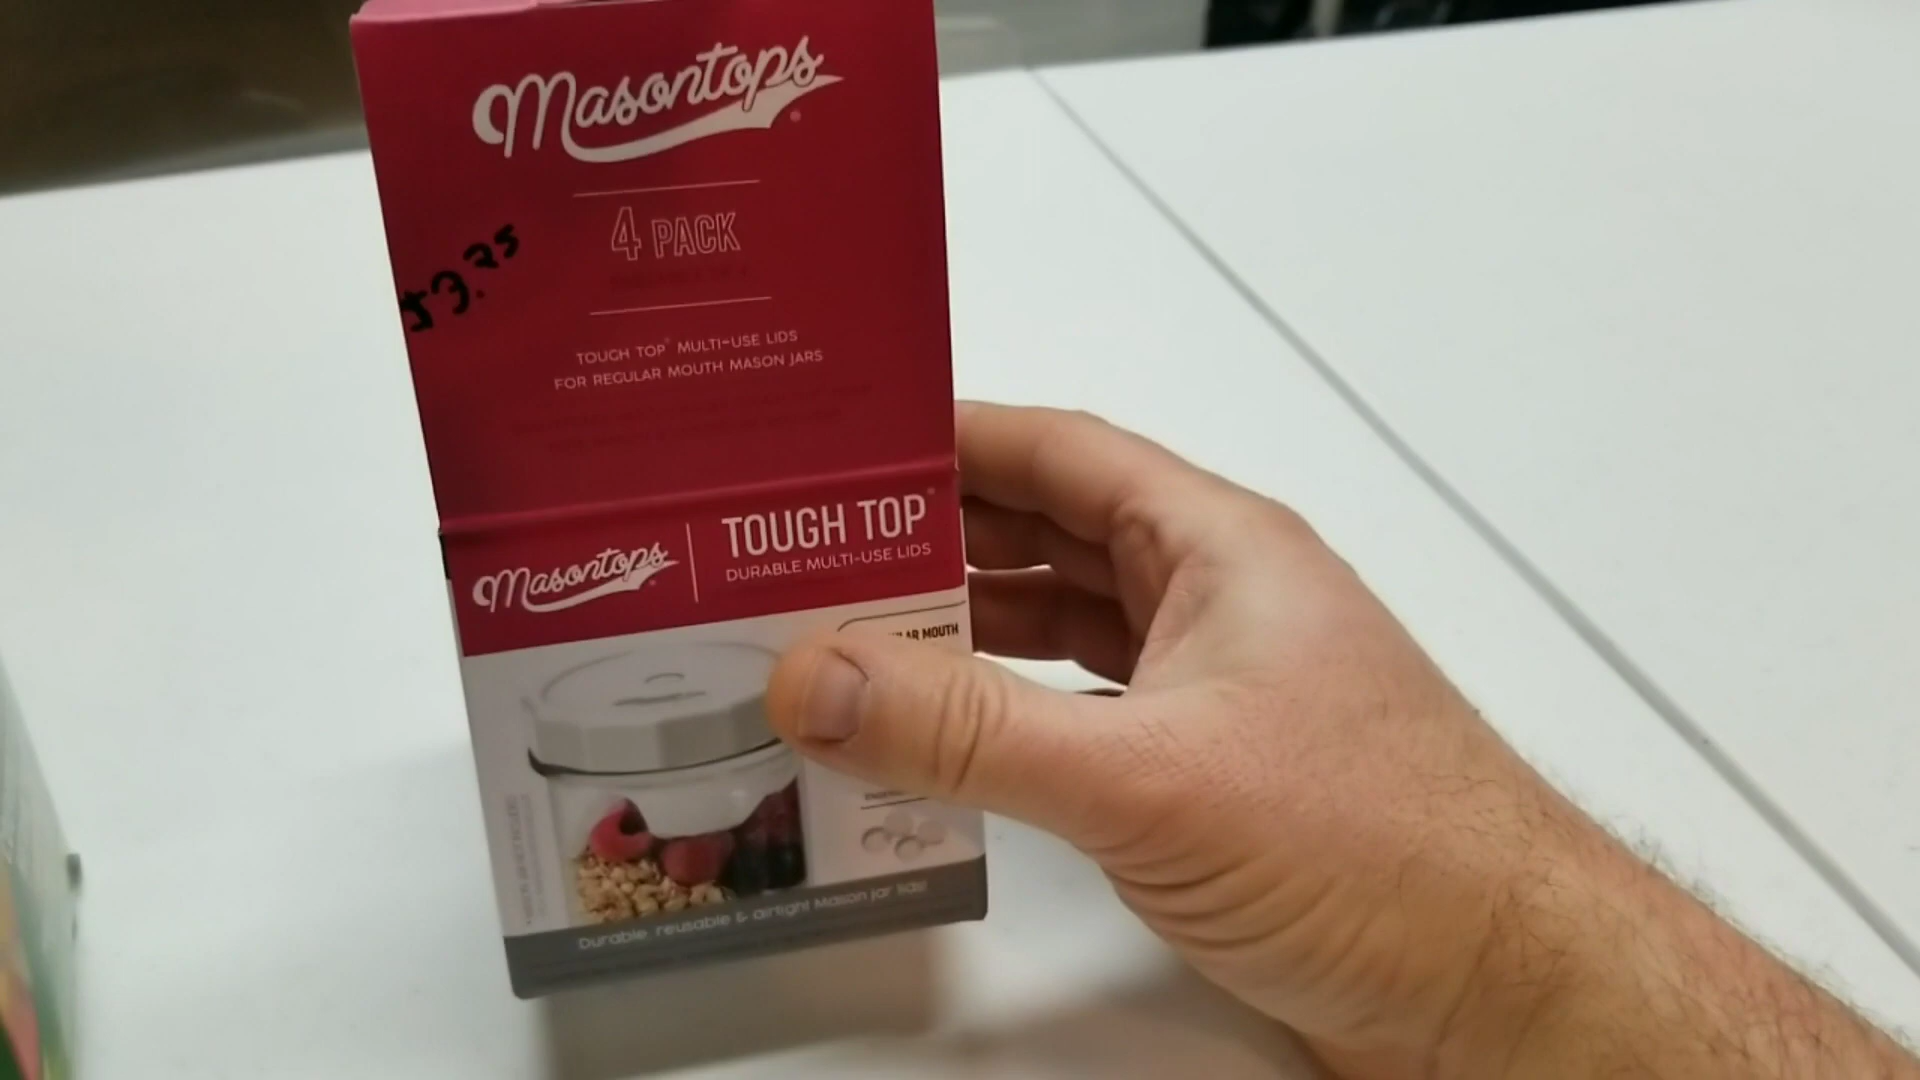 Masontops
4 PACK
$3.25
TOUGH TOP® MULTI-USE LIDS
FOR REGULAR MOUTH MASON JARS
Masontops
TOUGH TOP®
DURABLE MULTI-USE LIDS
MOUTH
Durable, reusable & airtight Mason jar lids!